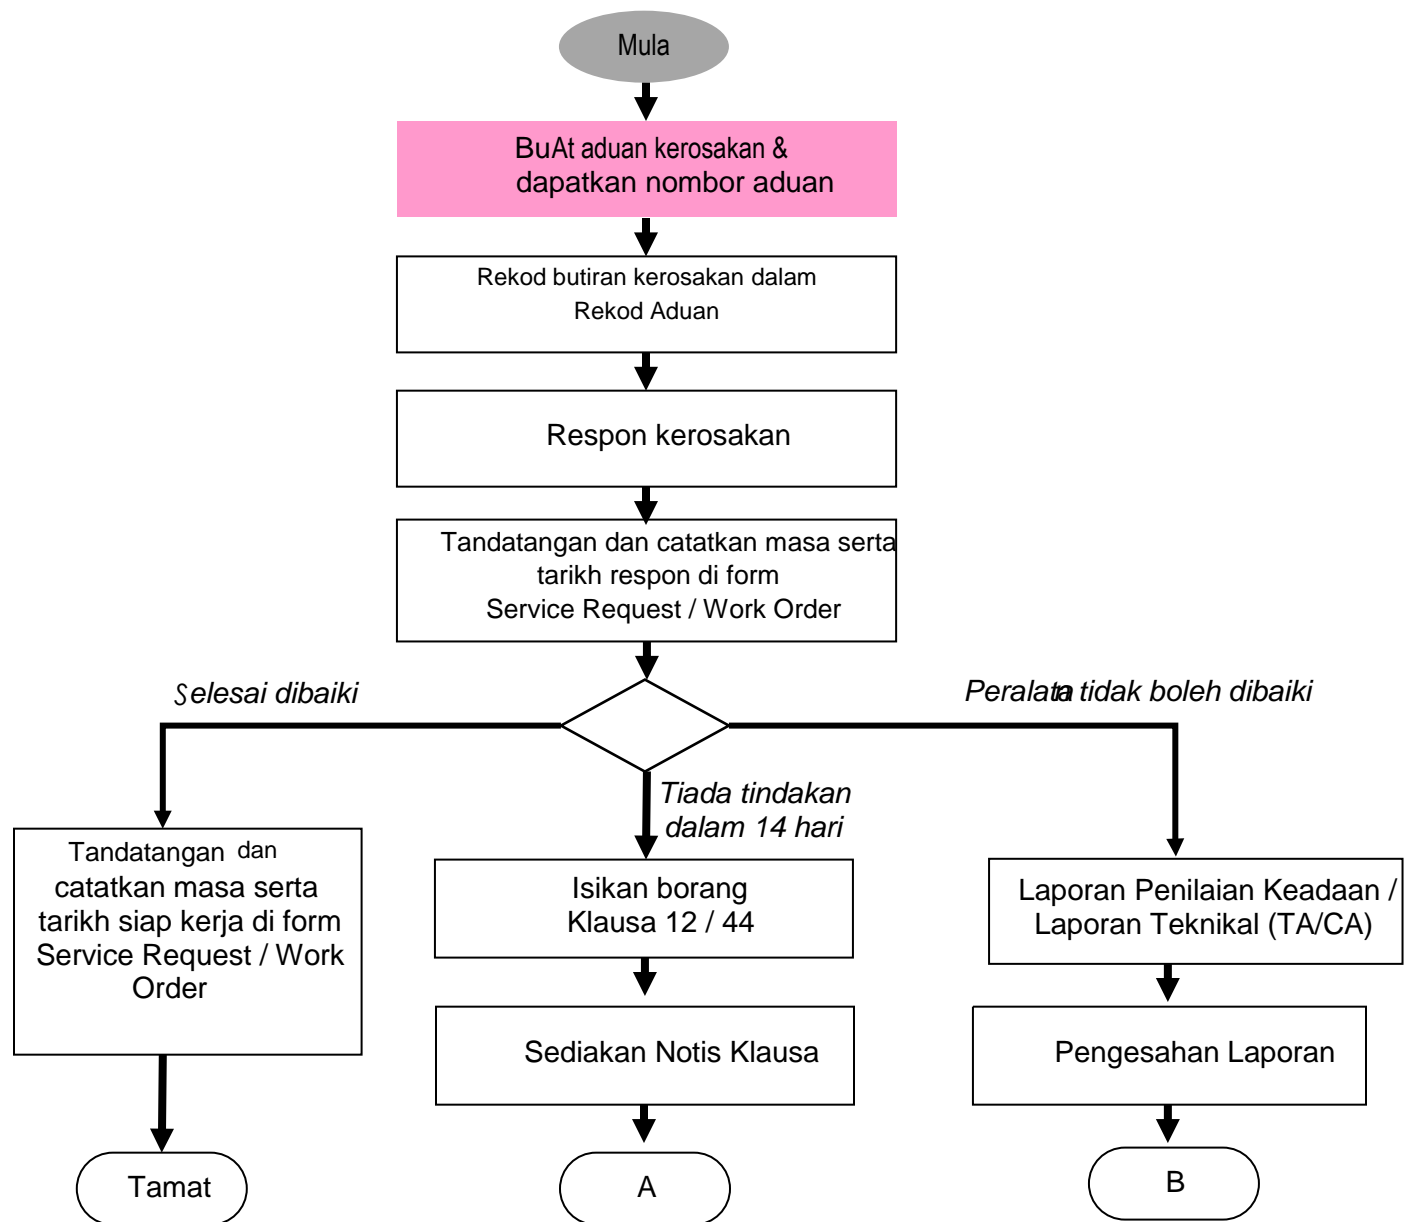 Mula
BuAt aduan kerosakan &
dapatkan nombor aduan
Rekod butiran kerosakan dalam
Rekod Aduan
Respon kerosakan
Tandatangan dan catatkan masa serta
tarikh respon di form
Service Request / Work Order
Selesai dibaiki
Peralatan tidak boleh dibaiki
Tiada tindakan
dalam 14 hari
Tandatangan dan
catatkan masa serta
tarikh siap kerja di form
Service Request / Work
Order
Isikan borang
Klausa 12 / 44
Laporan Penilaian Keadaan /
Laporan Teknikal (TA/CA)
Sediakan Notis Klausa
Pengesahan Laporan
Tamat
A
B